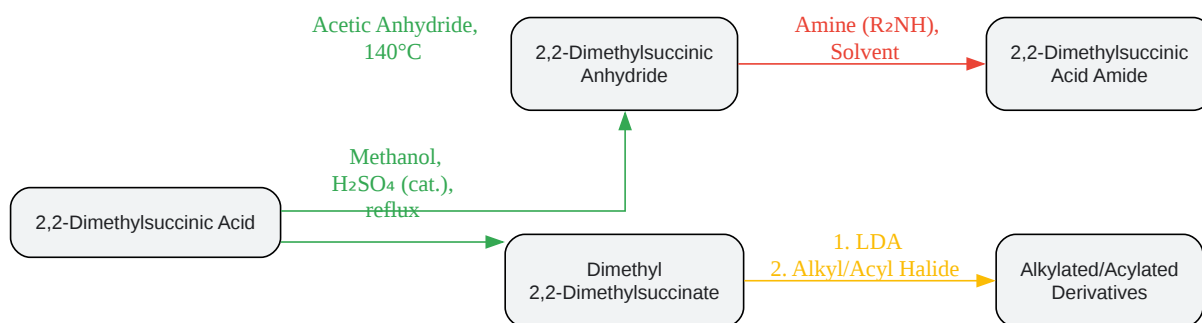 Acetic Anhydride,
140°C
2,2-Dimethylsuccinic
Anhydride
Amine (R₂NH),
Solvent
2,2-Dimethylsuccinic
Acid Amide
Methanol,
H₂SO₄ (cat.),
reflux
2,2-Dimethylsuccinic Acid
Dimethyl
2,2-Dimethylsuccinate
1. LDA
2. Alkyl/Acyl Halide
Alkylated/Acylated
Derivatives